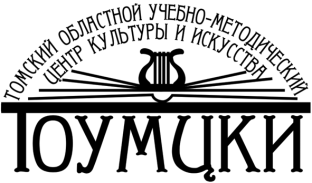 ТОМСКИЙ ОБЛАСТНОЙ УЧЕБНО-МЕТОДИЧЕСКИЙ
ЦЕНТР КУЛЬТУРЫ И ИСКУССТВА
ТОУМЦКИ